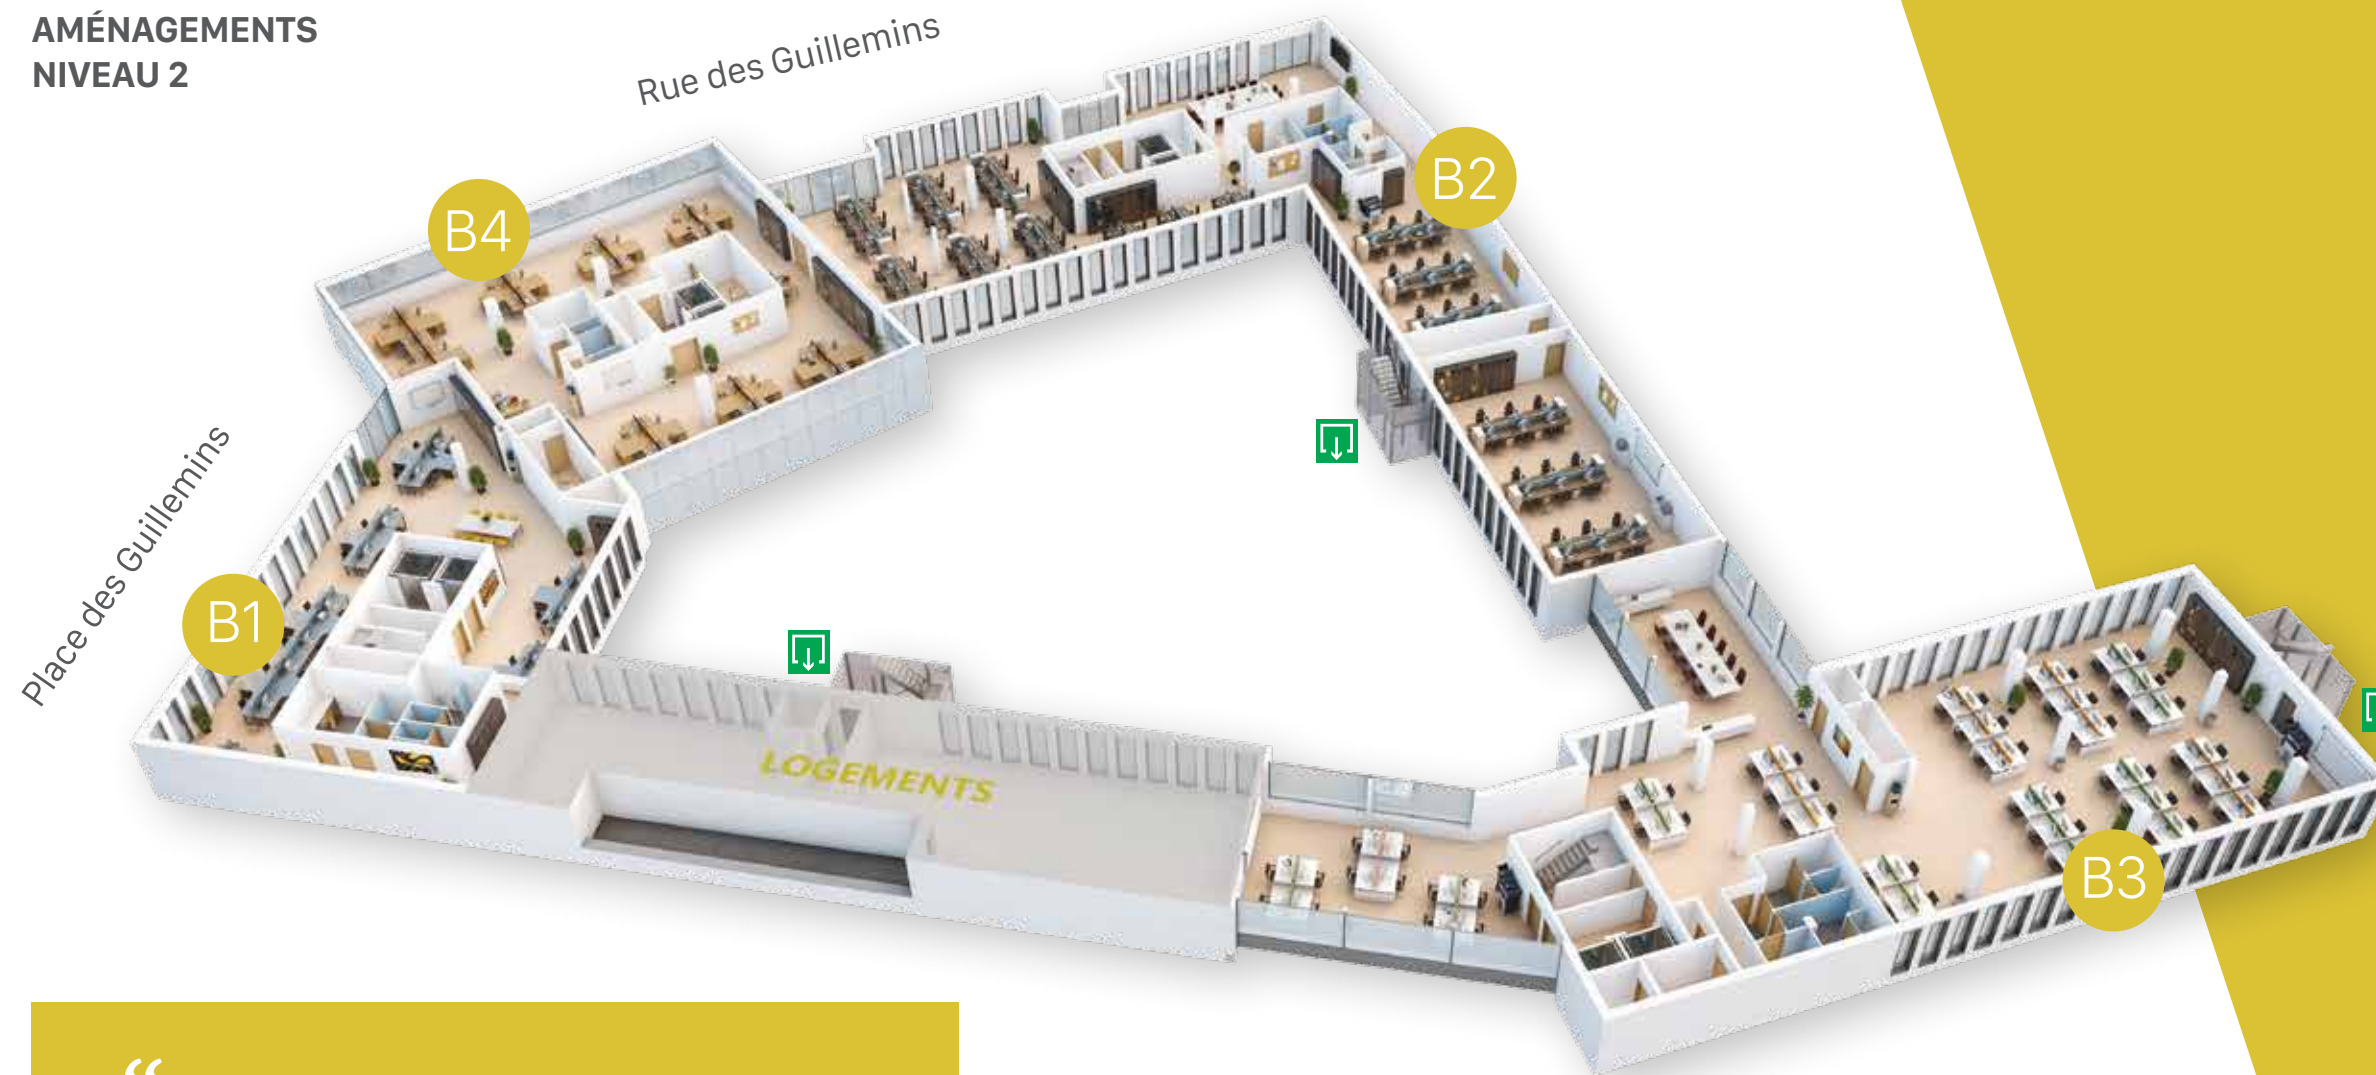 AMÉNAGEMENTS
NIVEAU 2
Rue des Guillemins
B2
B4
Place des Guillemins
B1
LOGEMENTS
B3
“